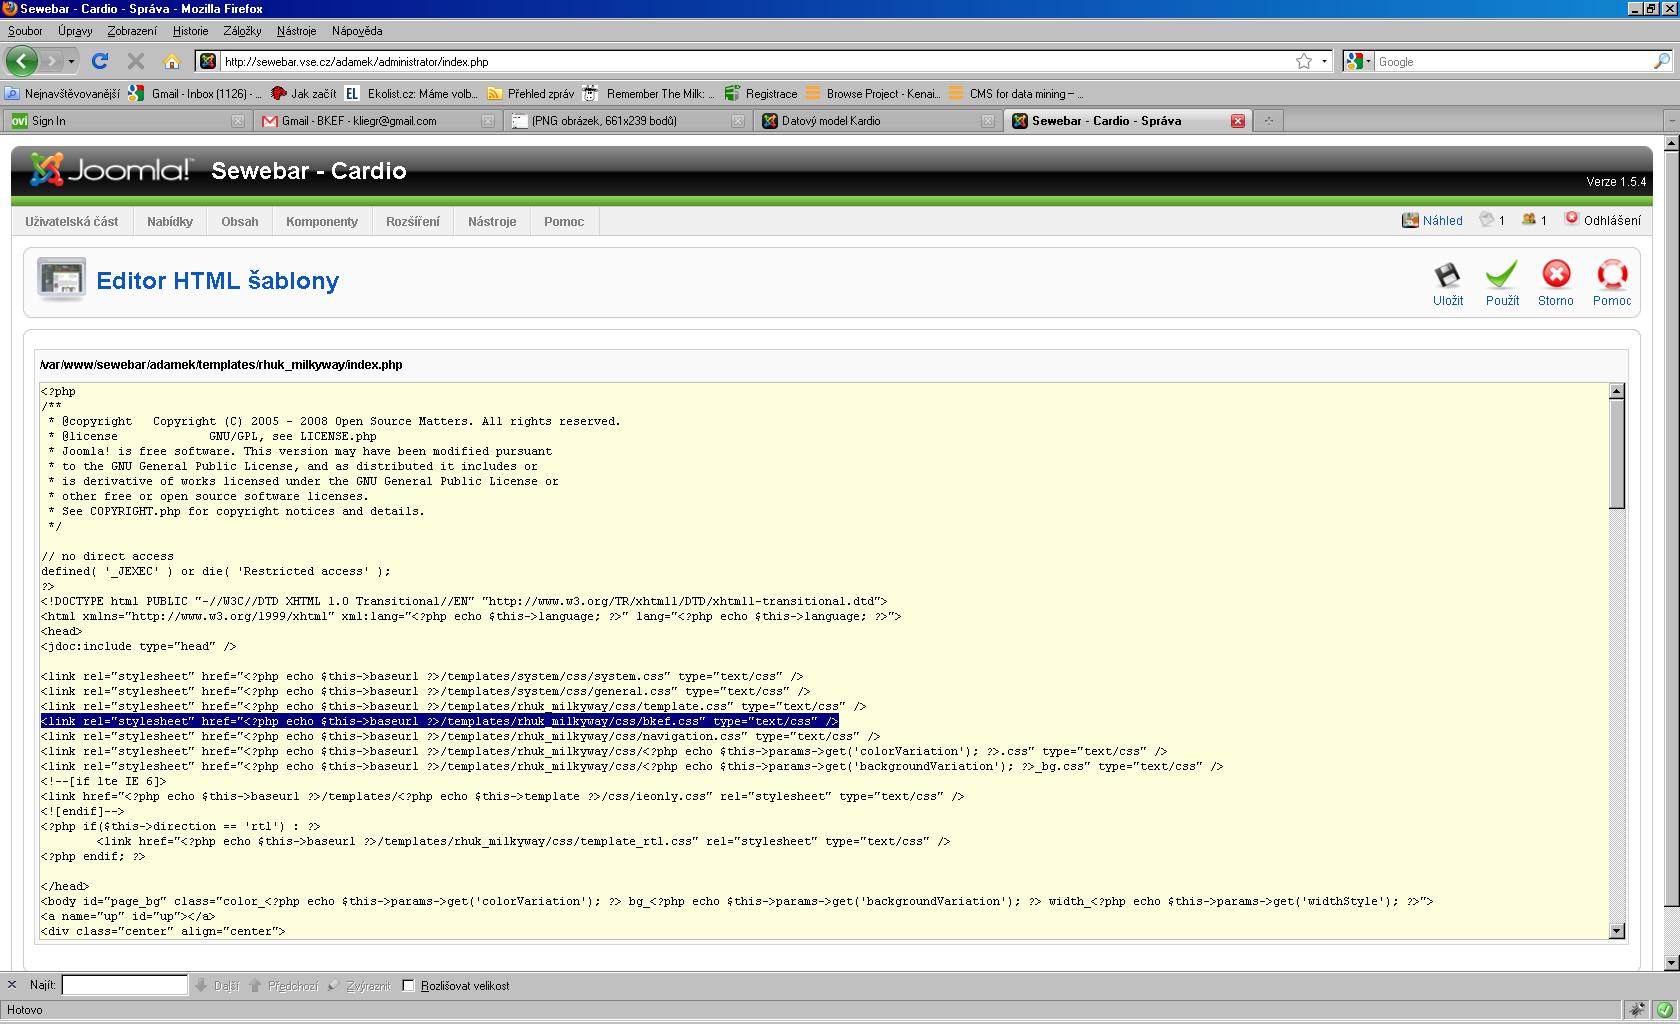 Sewebar - Cardio - Správa - Mozilla Firefox
Soubor Úpravy Zobrazení Historie Záložky Nástroje Nápověda
http://sewebar.vse.cz/adamek/administrator/index.php
Google
Nejnavštěvovanější Gmail - Inbox (1126) - ... Jak začít EL Ekolist.cz: Máme volb... Přehled zpráv Remember The Milk: ... Registrace Browse Project - Kenai... CMS for data mining – ...
ovi Sign In Gmail - BKEF - kliegr@gmail.com (PNG obrázek, 661x239 bodů) Datový model Kardio Sewebar - Cardio - Správa
Joomla!™ Sewebar - Cardio
Verze 1.5.4
Uživatelská část Nabídky Obsah Komponenty Rozšíření Nástroje Pomoc Náhled 1 1 Odhlášení
Editor HTML šablony
Uložit Použít Storno Pomoc
/var/www/sewebar/adamek/templates/rhuk_milkyway/index.php
<?php
/**
* @copyright Copyright (C) 2005 - 2008 Open Source Matters. All rights reserved.
* @license GNU/GPL, see LICENSE.php
* Joomla! is free software. This version may have been modified pursuant
* to the GNU General Public License, and as distributed it includes or
* is derivative of works licensed under the GNU General Public License or
* other free or open source software licenses.
* See COPYRIGHT.php for copyright notices and details.
*/
// no direct access
defined( '_JEXEC' ) or die( 'Restricted access' );
?>
<!DOCTYPE html PUBLIC "-//W3C//DTD XHTML 1.0 Transitional//EN" "http://www.w3.org/TR/xhtml1/DTD/xhtml1-transitional.dtd">
<html xmlns="http://www.w3.org/1999/xhtml" xml:lang="<?php echo $this->language; ?>" lang="<?php echo $this->language; ?>">
<head>
<jdoc:include type="head" />
<link rel="stylesheet" href="<?php echo $this->baseurl ?>/templates/system/css/system.css" type="text/css" />
<link rel="stylesheet" href="<?php echo $this->baseurl ?>/templates/system/css/general.css" type="text/css" />
<link rel="stylesheet" href="<?php echo $this->baseurl ?>/templates/rhuk_milkyway/css/template.css" type="text/css" />
<link rel="stylesheet" href="<?php echo $this->baseurl ?>/templates/rhuk_milkyway/css/bkef.css" type="text/css" />
<link rel="stylesheet" href="<?php echo $this->baseurl ?>/templates/rhuk_milkyway/css/navigation.css" type="text/css" />
<link rel="stylesheet" href="<?php echo $this->baseurl ?>/templates/rhuk_milkyway/css/<?php echo $this->params->get('colorVariation'); ?>.css" type="text/css" />
<link rel="stylesheet" href="<?php echo $this->baseurl ?>/templates/rhuk_milkyway/css/<?php echo $this->params->get('backgroundVariation'); ?>_bg.css" type="text/css" />
<!--[if lte IE 6]>
<link href="<?php echo $this->baseurl ?>/templates/<?php echo $this->template ?>/css/ieonly.css" rel="stylesheet" type="text/css" />
<![endif]-->
<?php if($this->direction == 'rtl') : ?>
<link href="<?php echo $this->baseurl ?>/templates/rhuk_milkyway/css/template_rtl.css" rel="stylesheet" type="text/css" />
<?php endif; ?>
</head>
<body id="page_bg" class="color_<?php echo $this->params->get('colorVariation'); ?> bg_<?php echo $this->params->get('backgroundVariation'); ?> width_<?php echo $this->params->get('widthStyle'); ?>">
<a name="up" id="up"></a>
<div class="center" align="center">
Najít: Další Předchozí Zvýraznit Rozlišovat velikost
Hotovo